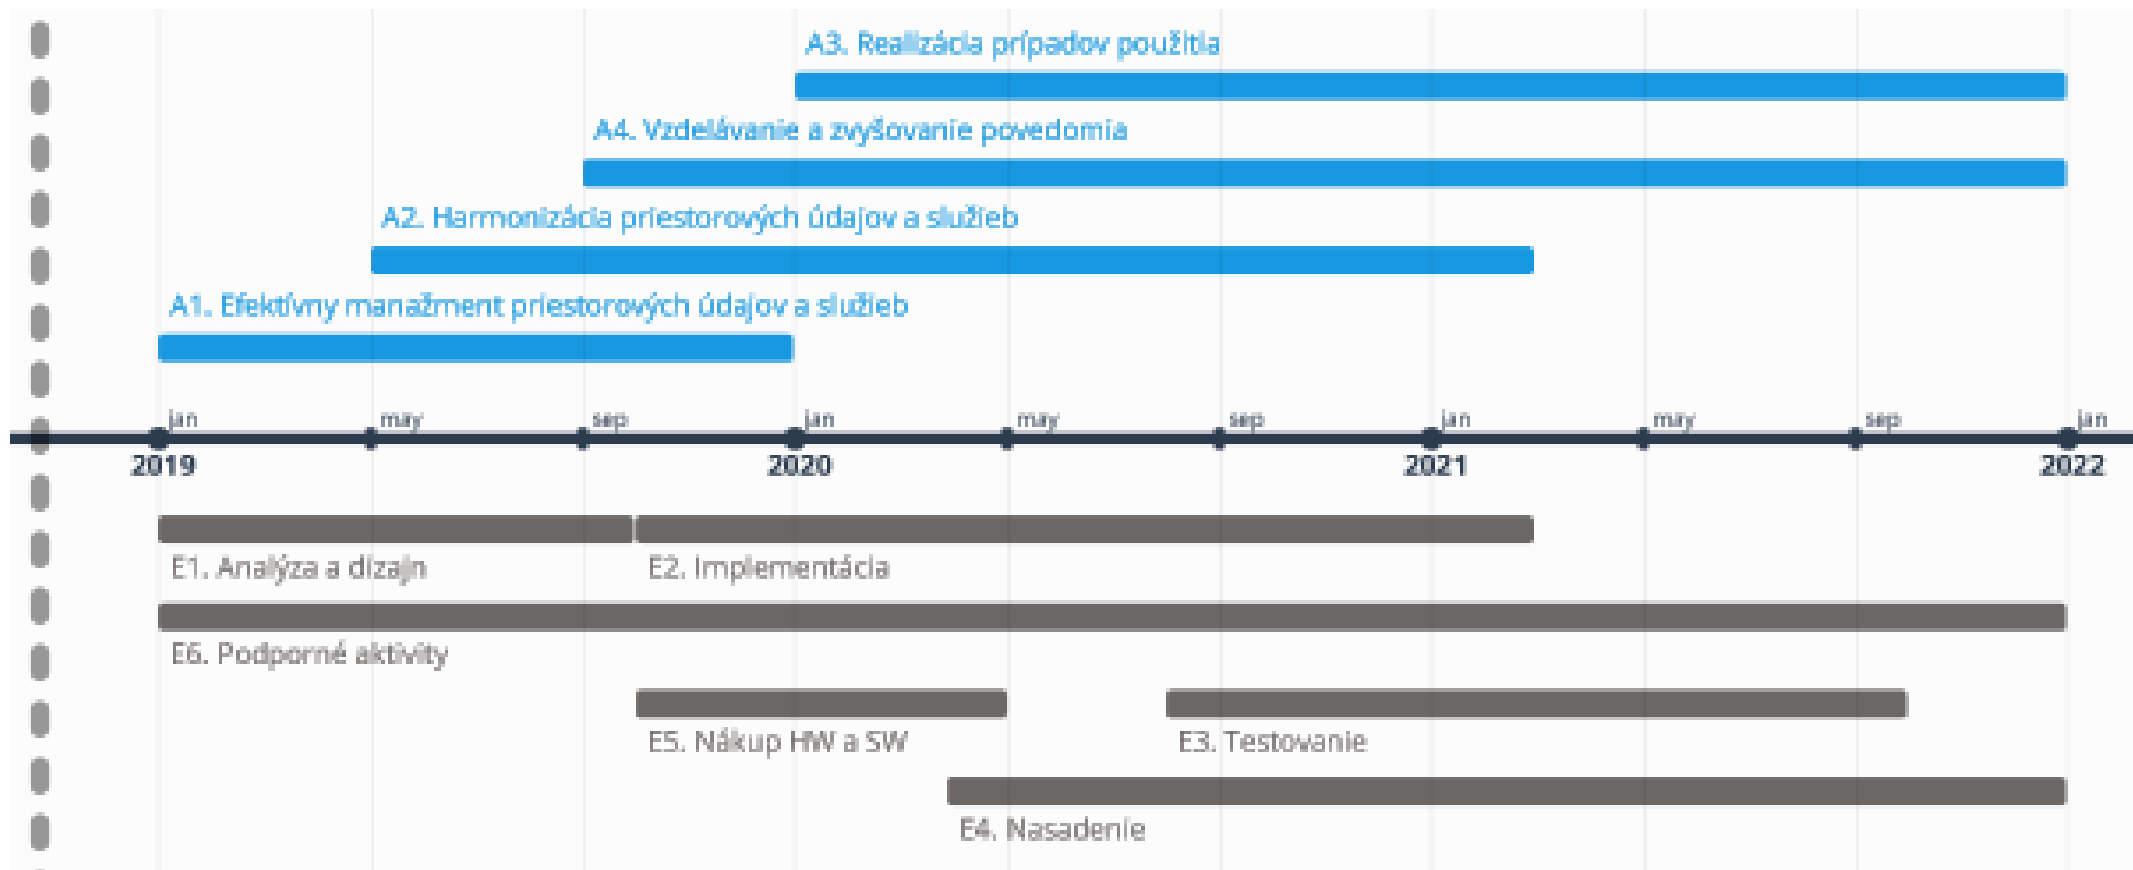 A3. Realizácia prípadov použitia
A4. Vzdelávanie a zvyšovanie povedomia
A2. Harmonizácia priestorových údajov a služieb
A1. Efektívny manažment priestorových údajov a služieb
jan may sep jan may sep jan may sep jan
2019 2020 2021 2022
E1. Analýza a dizajn E2. Implementácia
E6. Podporné aktivity
E5. Nákup HW a SW E3. Testovanie
E4. Nasadenie